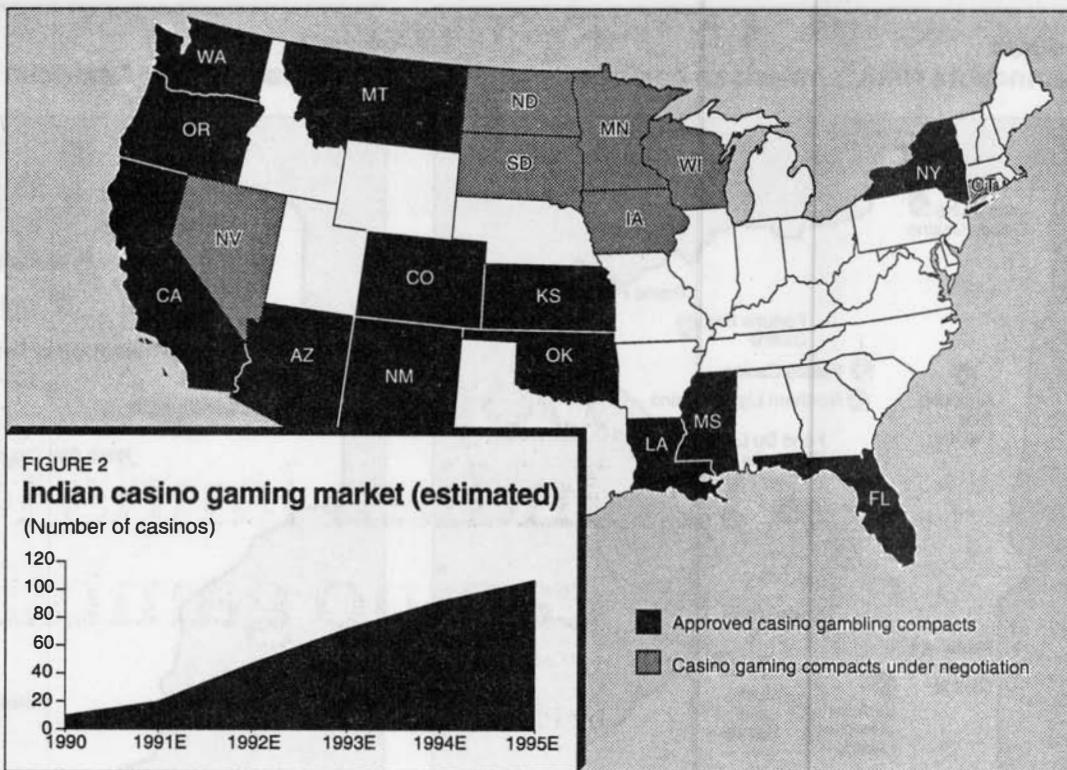 WA
MT
ND
MN
OR
SD
WI
NY
CT
IA
NV
CO
CA
KS
AZ
NM
OK
MS
LA
FL
FIGURE 2
Indian casino gaming market (estimated)
(Number of casinos)
120
100
80
60
40
20
0
1990 1991E 1992E 1993E 1994E 1995E
Approved casino gambling compacts
Casino gaming compacts under negotiation